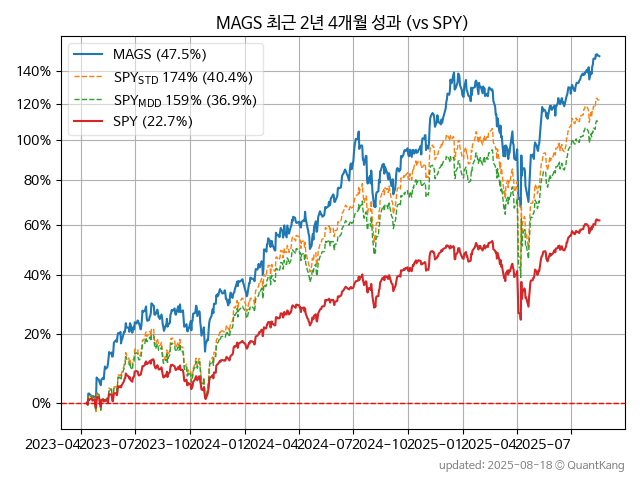 MAGS 최근 2년 4개월 성과 (vs SPY)
MAGS (47.5%)
SPY_STD 174% (40.4%)
SPY_MDD 159% (36.9%)
SPY (22.7%)
140%
120%
100%
80%
60%
40%
20%
0%
2023-04 2023-07 2023-10 2024-01 2024-04 2024-07 2024-10 2025-01 2025-04 2025-07
updated: 2025-08-18 © QuantKang